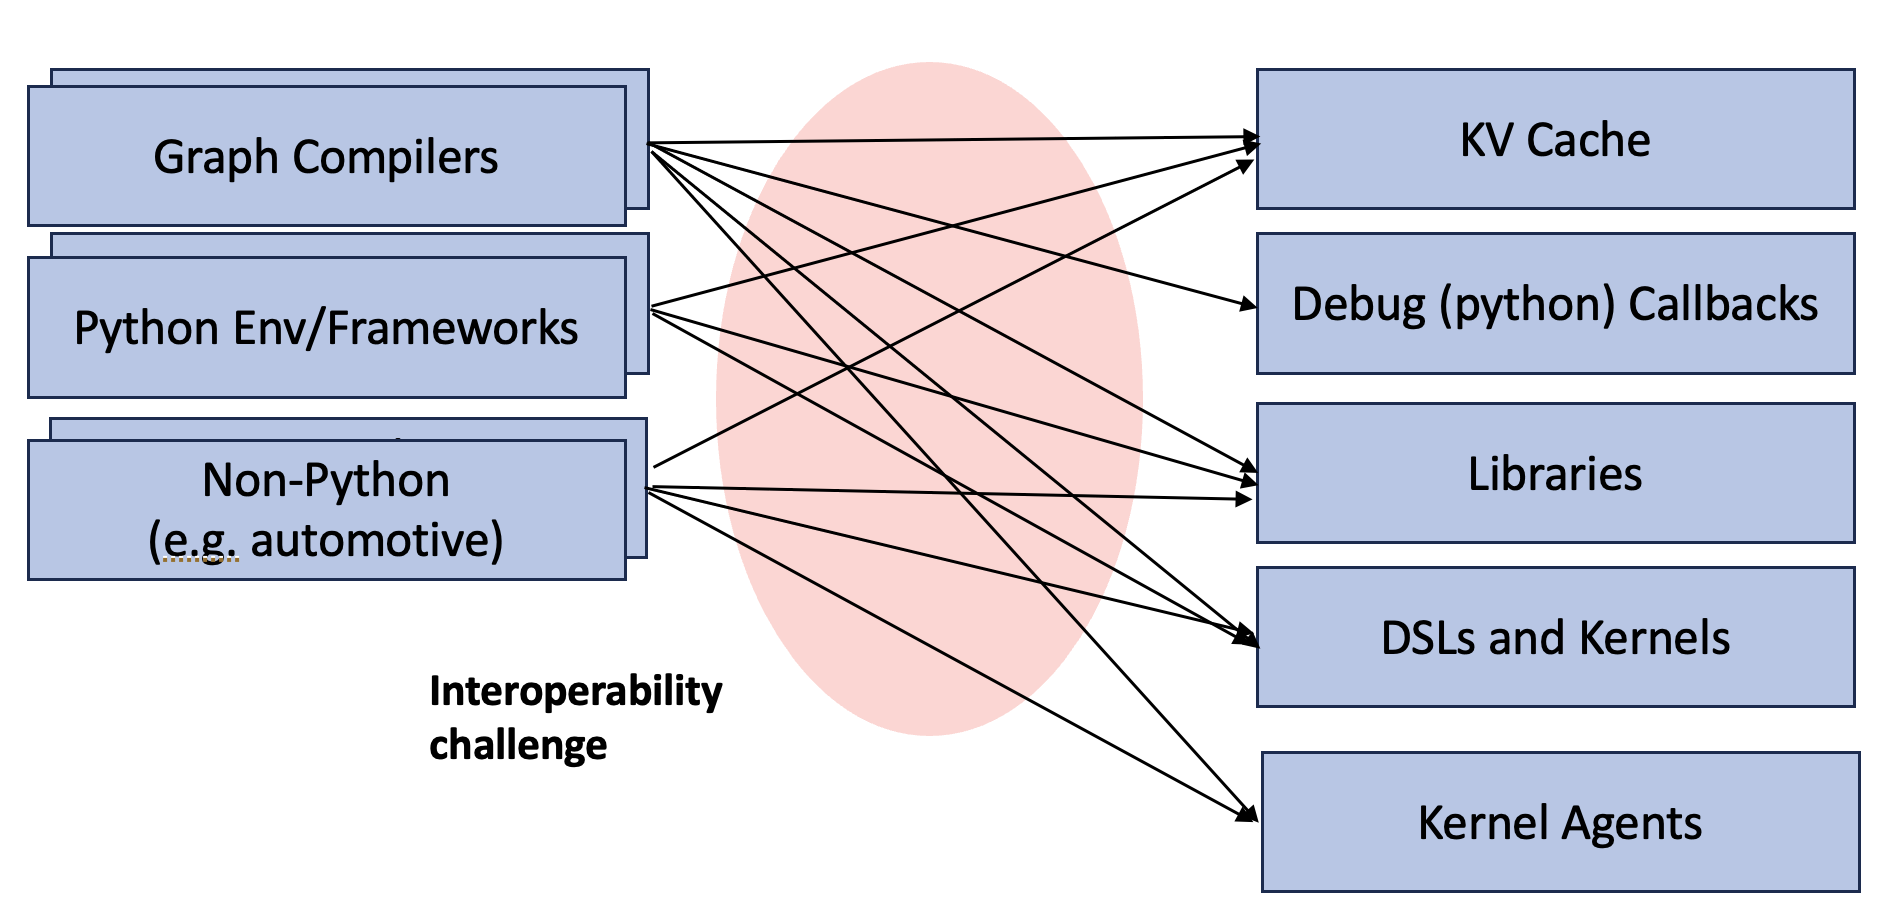 Graph Compilers
Python Env/Frameworks
Non-Python
(e.g. automotive)
Interoperability
challenge
KV Cache
Debug (python) Callbacks
Libraries
DSLs and Kernels
Kernel Agents